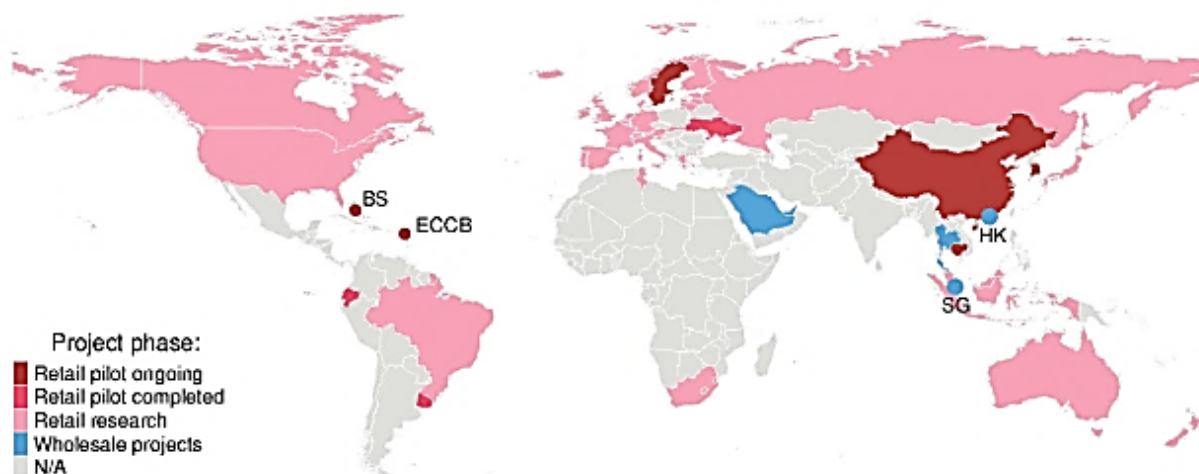 BS
ECCB
HK
SG
Project phase:
Retail pilot ongoing
Retail pilot completed
Retail research
Wholesale projects
N/A